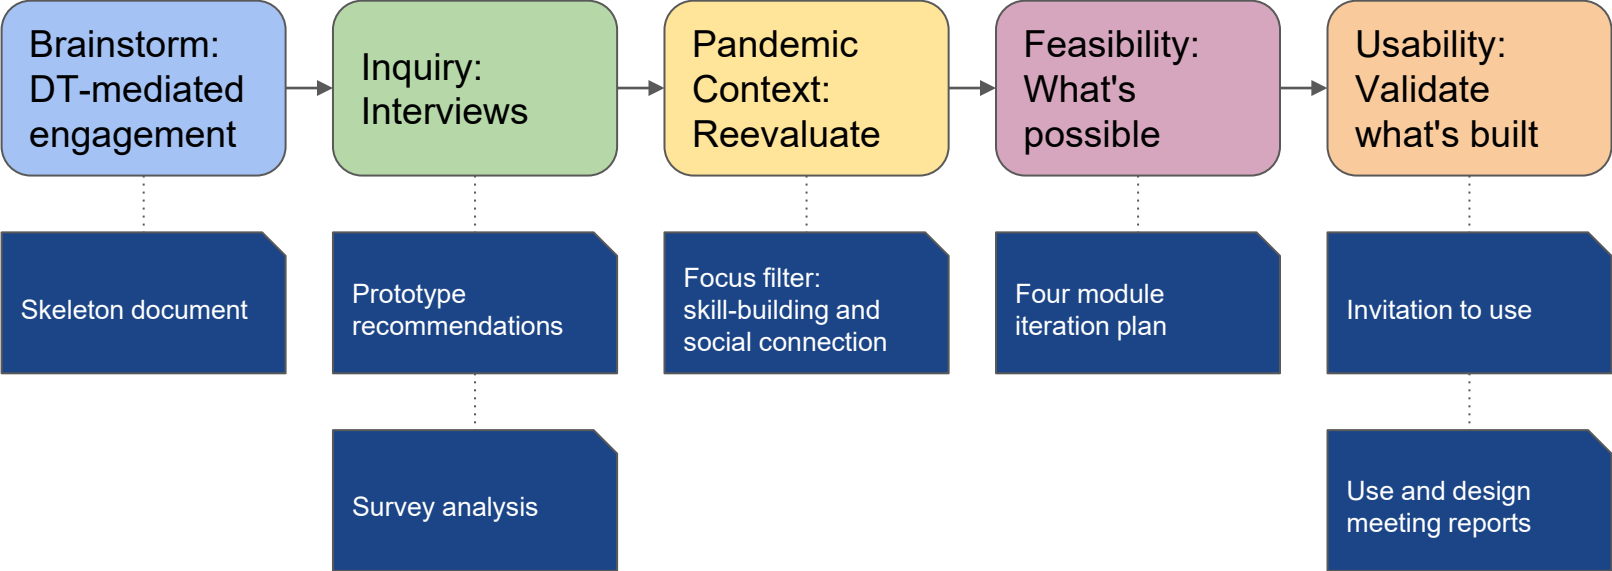 Brainstorm:
DT-mediated
engagement
Inquiry:
Interviews
Pandemic
Context:
Reevaluate
Feasibility:
What's
possible
Usability:
Validate
what's built
Skeleton document
Prototype
recommendations
Focus filter:
skill-building and
social connection
Four module
iteration plan
Invitation to use
Survey analysis
Use and design
meeting reports